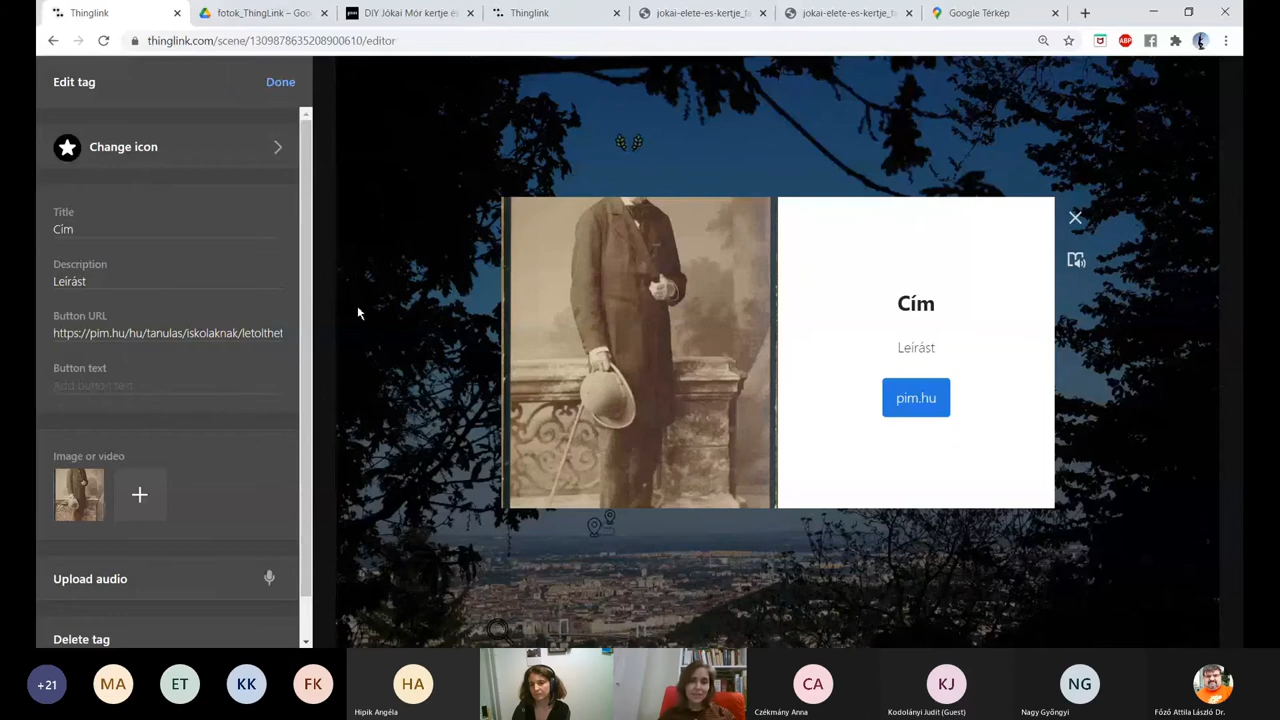 Thinglink
fotok_ThingLink – Goo
DIY Jókai Mór kertje és
Thinglink
jokai-elete-es-kertje_ta
jokai-elete-es-kertje_ta
Google Térkép
thinglink.com/scene/1309878635208900610/editor
ABP
Edit tag
Done
Change icon
Title
Cím
Description
Leírást
Button URL
https://pim.hu/hu/tanulas/iskolaknak/letolthet
Button text
Add button text
Image or video
Upload audio
Delete tag
Cím
Leírást
pim.hu
+21
MA
ET
KK
FK
HA
CA
KJ
NG
Hipik Angéla
Czékmány Anna
Kodolányi Judit (Guest)
Nagy Gyöngyi
Főző Attila László Dr.